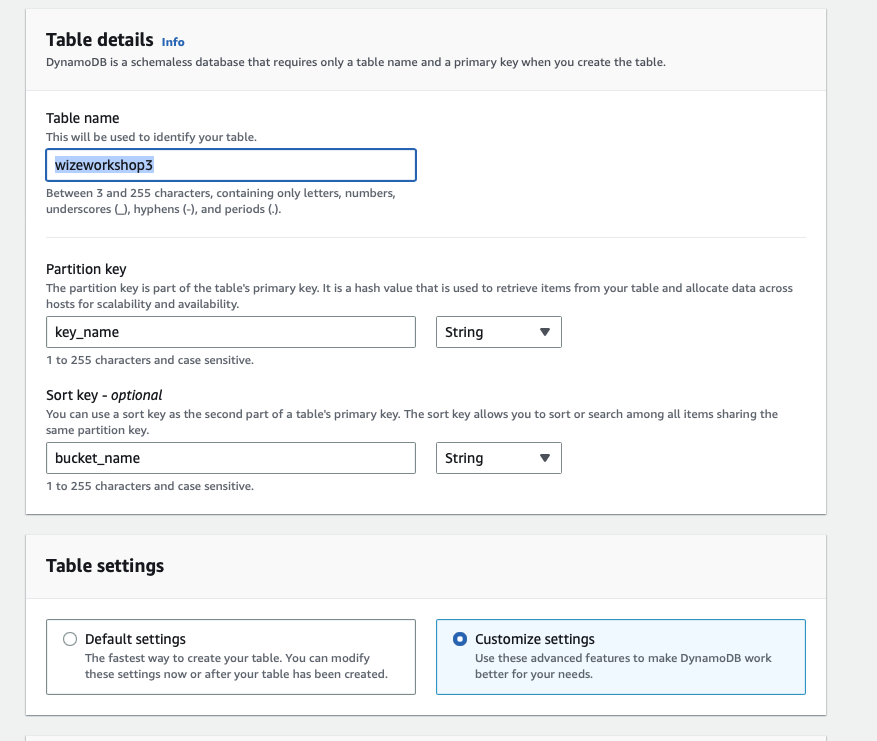 Table details Info
DynamoDB is a schemaless database that requires only a table name and a primary key when you create the table.
Table name
This will be used to identify your table.
wizeworkshop3
Between 3 and 255 characters, containing only letters, numbers,
underscores (_), hyphens (-), and periods (.).
Partition key
The partition key is part of the table's primary key. It is a hash value that is used to retrieve items from your table and allocate data across
hosts for scalability and availability.
key_name String
1 to 255 characters and case sensitive.
Sort key - optional
You can use a sort key as the second part of a table's primary key. The sort key allows you to sort or search among all items sharing the
same partition key.
bucket_name String
1 to 255 characters and case sensitive.
Table settings
Default settings
The fastest way to create your table. You can modify
these settings now or after your table has been created.
Customize settings
Use these advanced features to make DynamoDB work
better for your needs.